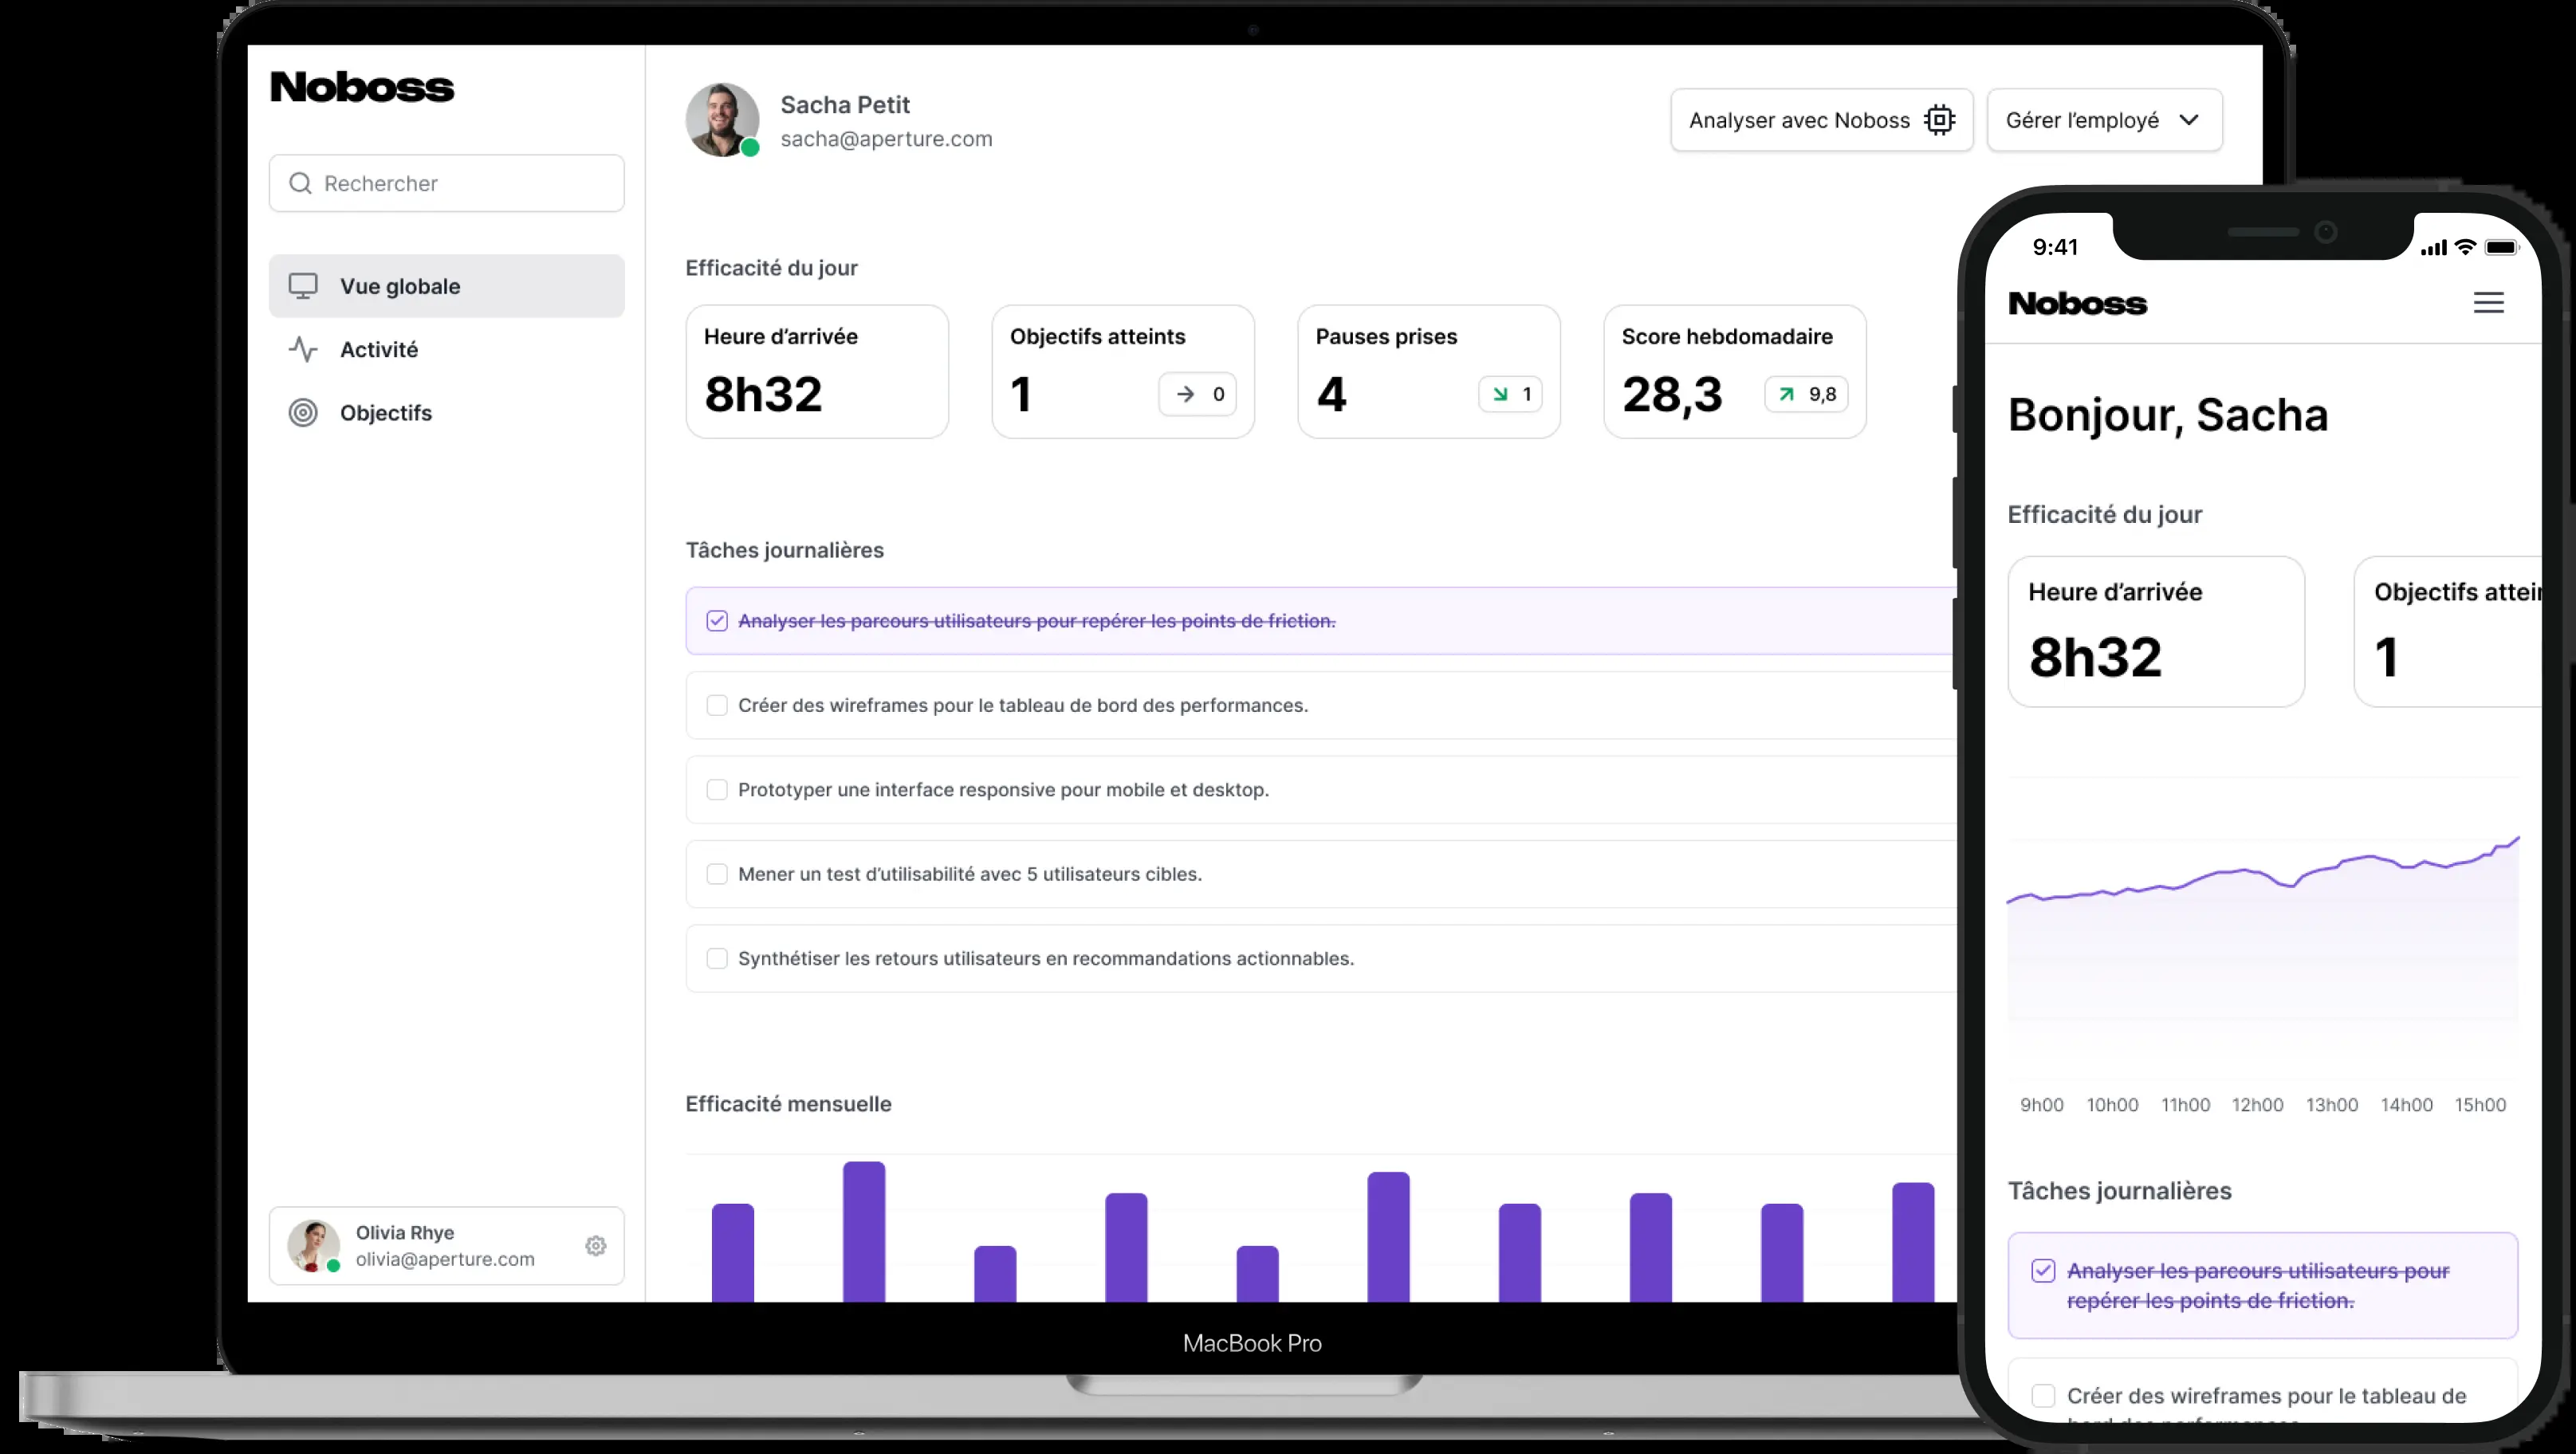 Noboss
Rechercher
Vue globale
Activité
Objectifs
Olivia Rhye
olivia@aperture.com
Sacha Petit
sacha@aperture.com
Analyser avec Noboss
Gérer l’employé
Efficacité du jour
Heure d’arrivée
8h32
Objectifs atteints
1
0
Pauses prises
4
1
Score hebdomadaire
28,3
9,8
Tâches journalières
Analyser les parcours utilisateurs pour repérer les points de friction.
Créer des wireframes pour le tableau de bord des performances.
Prototyper une interface responsive pour mobile et desktop.
Mener un test d’utilisabilité avec 5 utilisateurs cibles.
Synthétiser les retours utilisateurs en recommandations actionnables.
Efficacité mensuelle
MacBook Pro
9:41
Noboss
Bonjour, Sacha
Efficacité du jour
Heure d’arrivée
8h32
Objectifs attei
1
9h00 10h00 11h00 12h00 13h00 14h00 15h00
Tâches journalières
Analyser les parcours utilisateurs pour
repérer les points de friction.
Créer des wireframes pour le tableau de